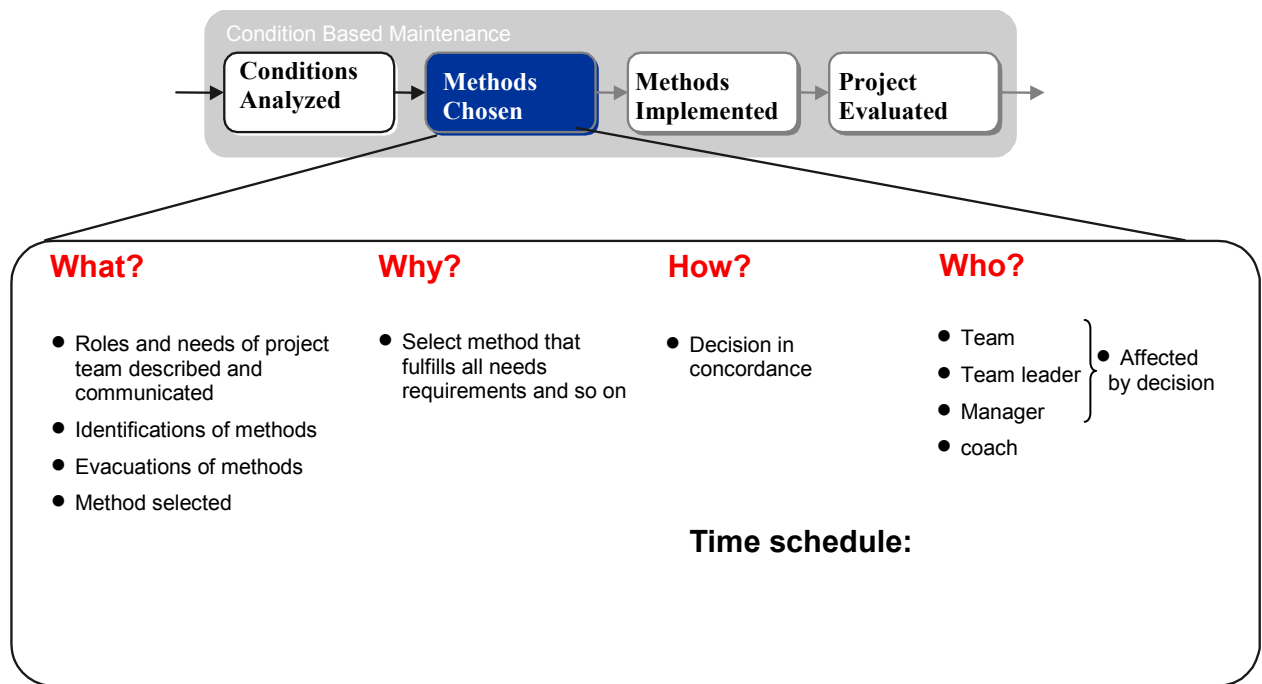 Condition Based Maintenance
Conditions
Analyzed
Methods
Chosen
Methods
Implemented
Project
Evaluated
What?
● Roles and needs of project
team described and
communicated
● Identifications of methods
● Evacuations of methods
● Method selected
Why?
● Select method that
fulfills all needs
requirements and so on
How?
● Decision in
concordance
Who?
● Team
● Team leader
● Manager
● coach
● Affected
by decision
Time schedule: